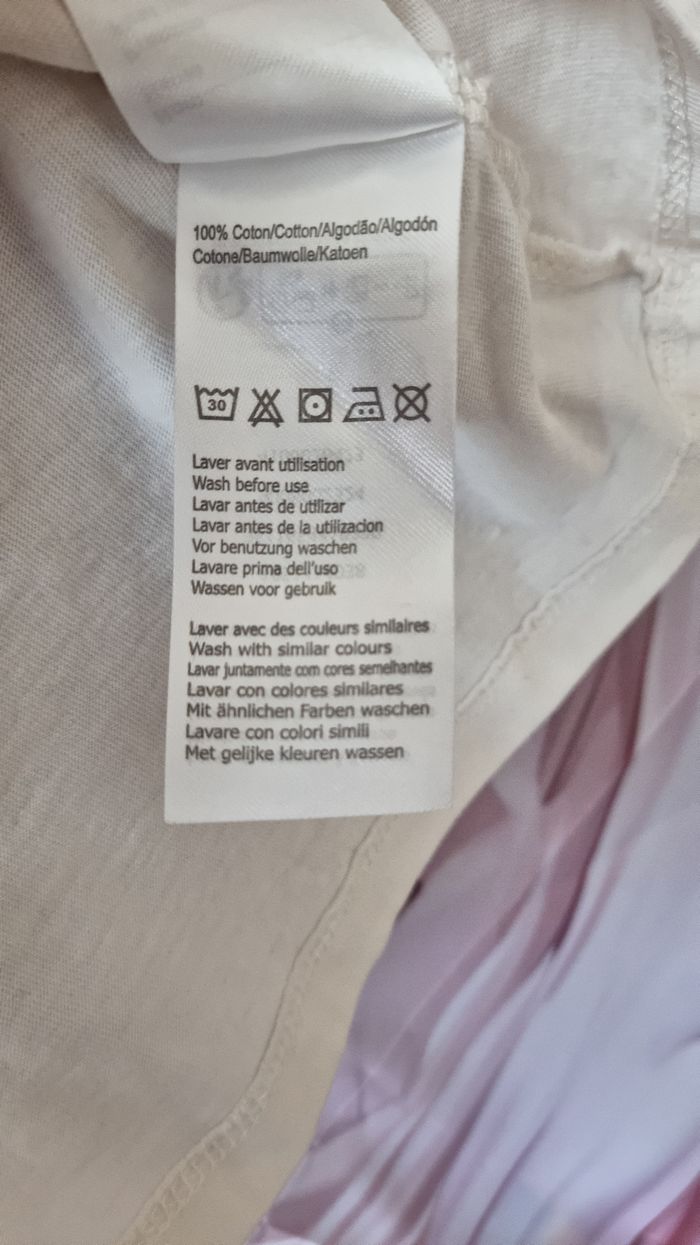 100% Coton/Cotton/Algodão/Algodón
Cotone/Baumwolle/Katoen
30
Laver avant utilisation
Wash before use
Lavar antes de utilizar
Lavar antes de la utilizacion
Vor benutzung waschen
Lavare prima dell'uso
Wassen voor gebruik
Laver avec des couleurs similaires
Wash with similar colours
Lavar juntamente com cores semelhantes
Lavar con colores similares
Mit ähnlichen Farben waschen
Lavare con colori simili
Met gelijke kleuren wassen